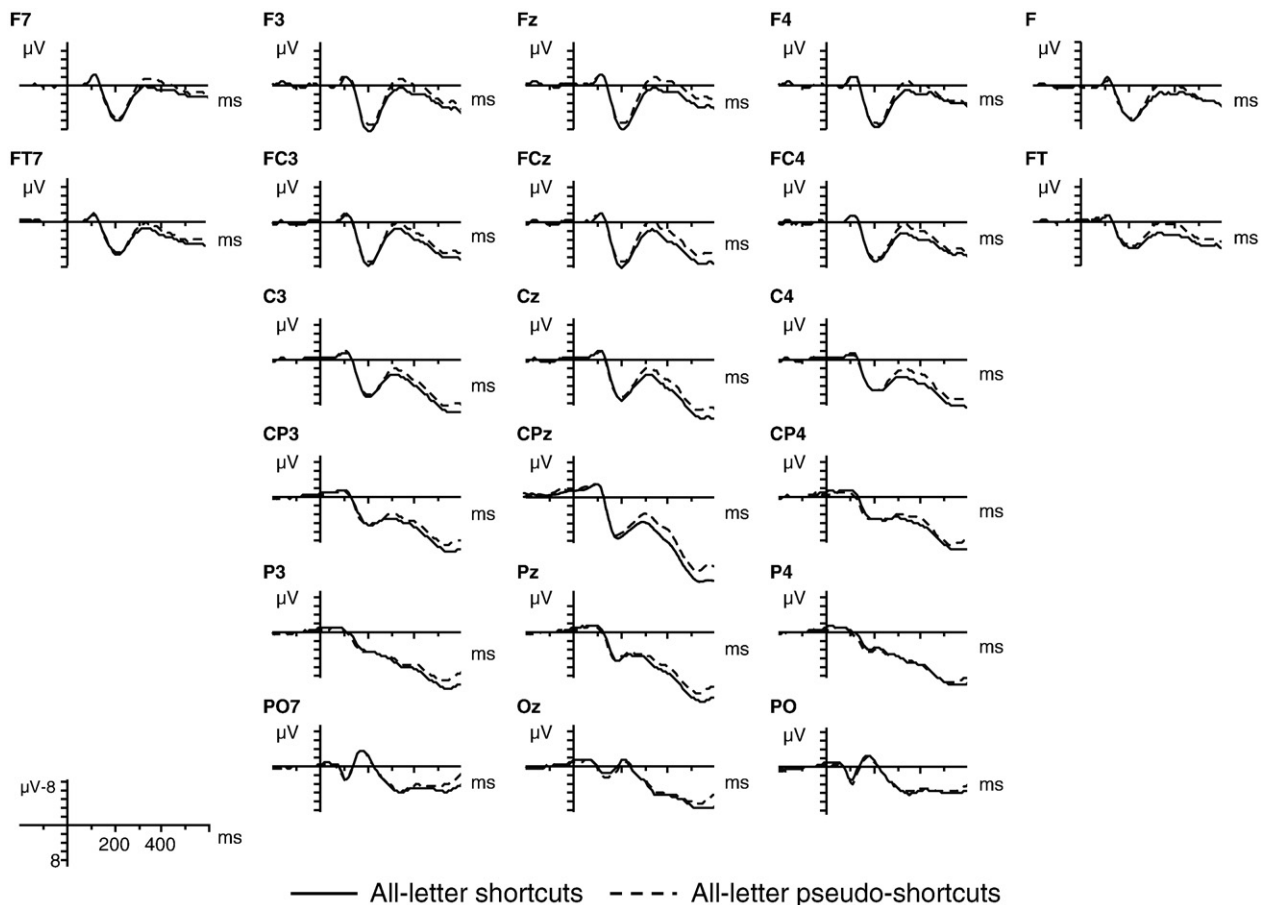 F7 F3 Fz F4 F
µV µV µV µV µV
ms ms ms ms ms
FT7 FC3 FCz FC4 FT
µV µV µV µV µV
ms ms ms ms ms
C3 Cz C4
µV µV µV
ms ms ms
CP3 CPz CP4
µV µV µV
ms ms ms
P3 Pz P4
µV µV µV
ms ms ms
PO7 Oz PO
µV µV µV
ms ms ms
µV-8
200 400 ms
8
All-letter shortcuts All-letter pseudo-shortcuts